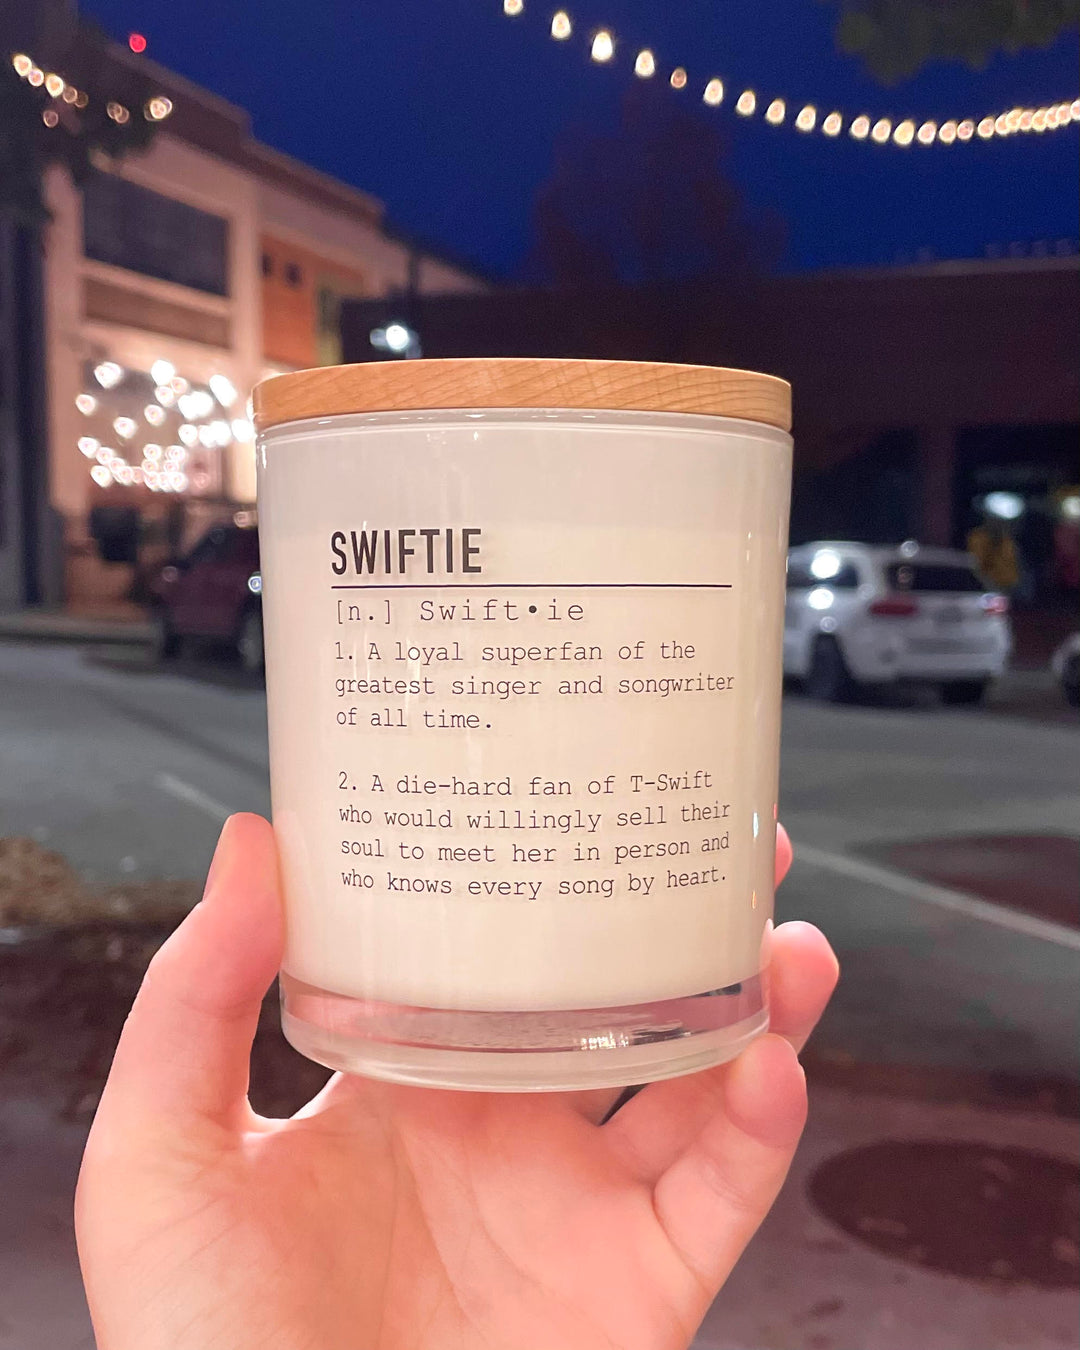 SWIFTIE
[n.] Swift•ie
1. A loyal superfan of the
greatest singer and songwriter
of all time.
2. A die-hard fan of T-Swift
who would willingly sell their
soul to meet her in person and
who knows every song by heart.